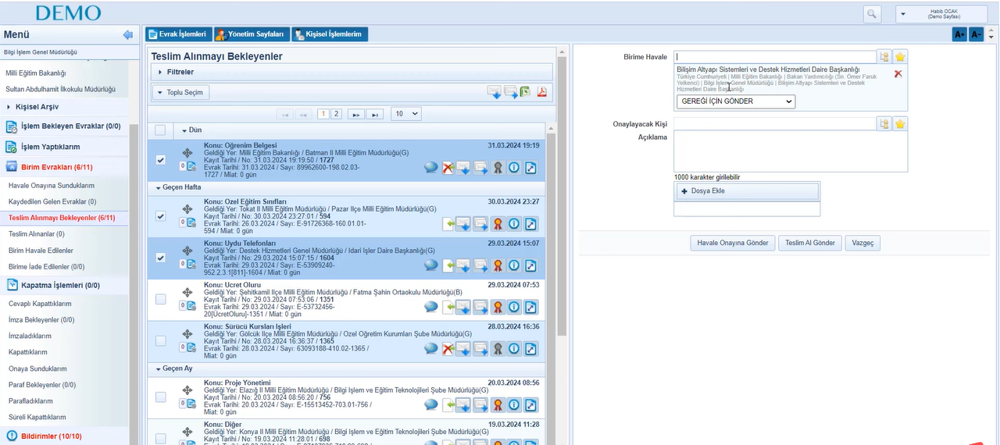 DEMO
Habib OCAK
(Demo Sayfası)
Menü
Evrak İşlemleri
Yönetim Sayfaları
Kişisel İşlemlerim
A+
A-
Bilgi İşlem Genel Müdürlüğü
Milli Eğitim Bakanlığı
Sultan Abdulhamit İlkokulu Müdürlüğü
Kişisel Arşiv
İşlem Bekleyen Evraklar (0/0)
İşlem Yaptıklarım
Birim Evrakları (6/11)
Havale Onayına Sunduklarım
Kaydedilen Gelen Evraklar (0)
Teslim Alınmayı Bekleyenler (6/11)
Teslim Alınanlar (0)
Birim Havale Edilenler
Birime İade Edilenler (0/0)
Kapatma İşlemleri (0/0)
Cevaplı Kapattıklarım
İmza Bekleyenler (0/0)
İmzaladıklarım
Kapattıklarım
Onaya Sunduklarım
Paraf Bekleyenler (0/0)
Parafladıklarım
Süreli Kapattıklarım
Bildirimler (10/10)
Teslim Alınmayı Bekleyenler
Filtreler
Toplu Seçim
1 2 10
Dün
Konu: Öğrenim Belgesi 31.03.2024 19:19
Geldiği Yer: Milli Eğitim Bakanlığı / Batman İl Milli Eğitim Müdürlüğü(G)
Kayıt Tarihi / No: 31.03.2024 19:19:50 / 1727
Evrak Tarihi: 31.03.2024 / Sayı: 89962600-198.02.03-
1727 / Miat: 0 gün
0
Geçen Hafta
Konu: Özel Eğitim Sınıfları 30.03.2024 23:27
Geldiği Yer: Tokat İl Milli Eğitim Müdürlüğü / Pazar İlçe Milli Eğitim Müdürlüğü(G)
Kayıt Tarihi / No: 30.03.2024 23:27:01 / 594
Evrak Tarihi: 26.03.2024 / Sayı: E-91726368-160.01.01-
594 / Miat: 0 gün
0
Konu: Uydu Telefonları 29.03.2024 15:07
Geldiği Yer: Destek Hizmetleri Genel Müdürlüğü / İdari İşler Daire Başkanlığı(G)
Kayıt Tarihi / No: 29.03.2024 15:07:15 / 1604
Evrak Tarihi: 29.03.2024 / Sayı: E-53909240-
952.2.3.1[811]-1604 / Miat: 0 gün
0
Konu: Ücret Oluru 29.03.2024 07:53
Geldiği Yer: Şehitkamil İlçe Milli Eğitim Müdürlüğü / Fatma Şahin Ortaokulu Müdürlüğü(B)
Kayıt Tarihi / No: 29.03.2024 07:53:06 / 1351
Evrak Tarihi: 29.03.2024 / Sayı: E-53732456-
20[ÜcretOluru]-1351 / Miat: 0 gün
0
Konu: Sürücü Kursları İşleri 28.03.2024 16:36
Geldiği Yer: Gölcük İlçe Milli Eğitim Müdürlüğü / Özel Öğretim Kurumları Şube Müdürlüğü(G)
Kayıt Tarihi / No: 28.03.2024 16:36:37 / 1365
Evrak Tarihi: 28.03.2024 / Sayı: 63093188-410.02-1365 /
Miat: 0 gün
0
Geçen Ay
Konu: Proje Yönetimi 20.03.2024 08:56
Geldiği Yer: Elazığ İl Milli Eğitim Müdürlüğü / Bilgi İşlem ve Eğitim Teknolojileri Şube Müdürlüğü(G)
Kayıt Tarihi / No: 20.03.2024 08:56:20 / 756
Evrak Tarihi: 20.03.2024 / Sayı: E-15513452-703.01-756 /
Miat: 0 gün
0
Konu: Diğer 19.03.2024 11:28
Geldiği Yer: Konya İl Milli Eğitim Müdürlüğü / Bilgi İşlem ve Eğitim Teknolojileri Şube Müdürlüğü(G)
Kayıt Tarihi / No: 19.03.2024 11:28:01 / 698
Birime Havale
Bilişim Altyapı Sistemleri ve Destek Hizmetleri Daire Başkanlığı
Türkiye Cumhuriyeti | Milli Eğitim Bakanlığı | Bakan Yardımcılığı (Sn. Ömer Faruk
Yelkenci) | Bilgi İşlem Genel Müdürlüğü | Bilişim Altyapı Sistemleri ve Destek
Hizmetleri Daire Başkanlığı
GEREĞİ İÇİN GÖNDER
Onaylayacak Kişi
Açıklama
1000 karakter girilebilir
Dosya Ekle
Havale Onayına Gönder
Teslim Al Gönder
Vazgeç